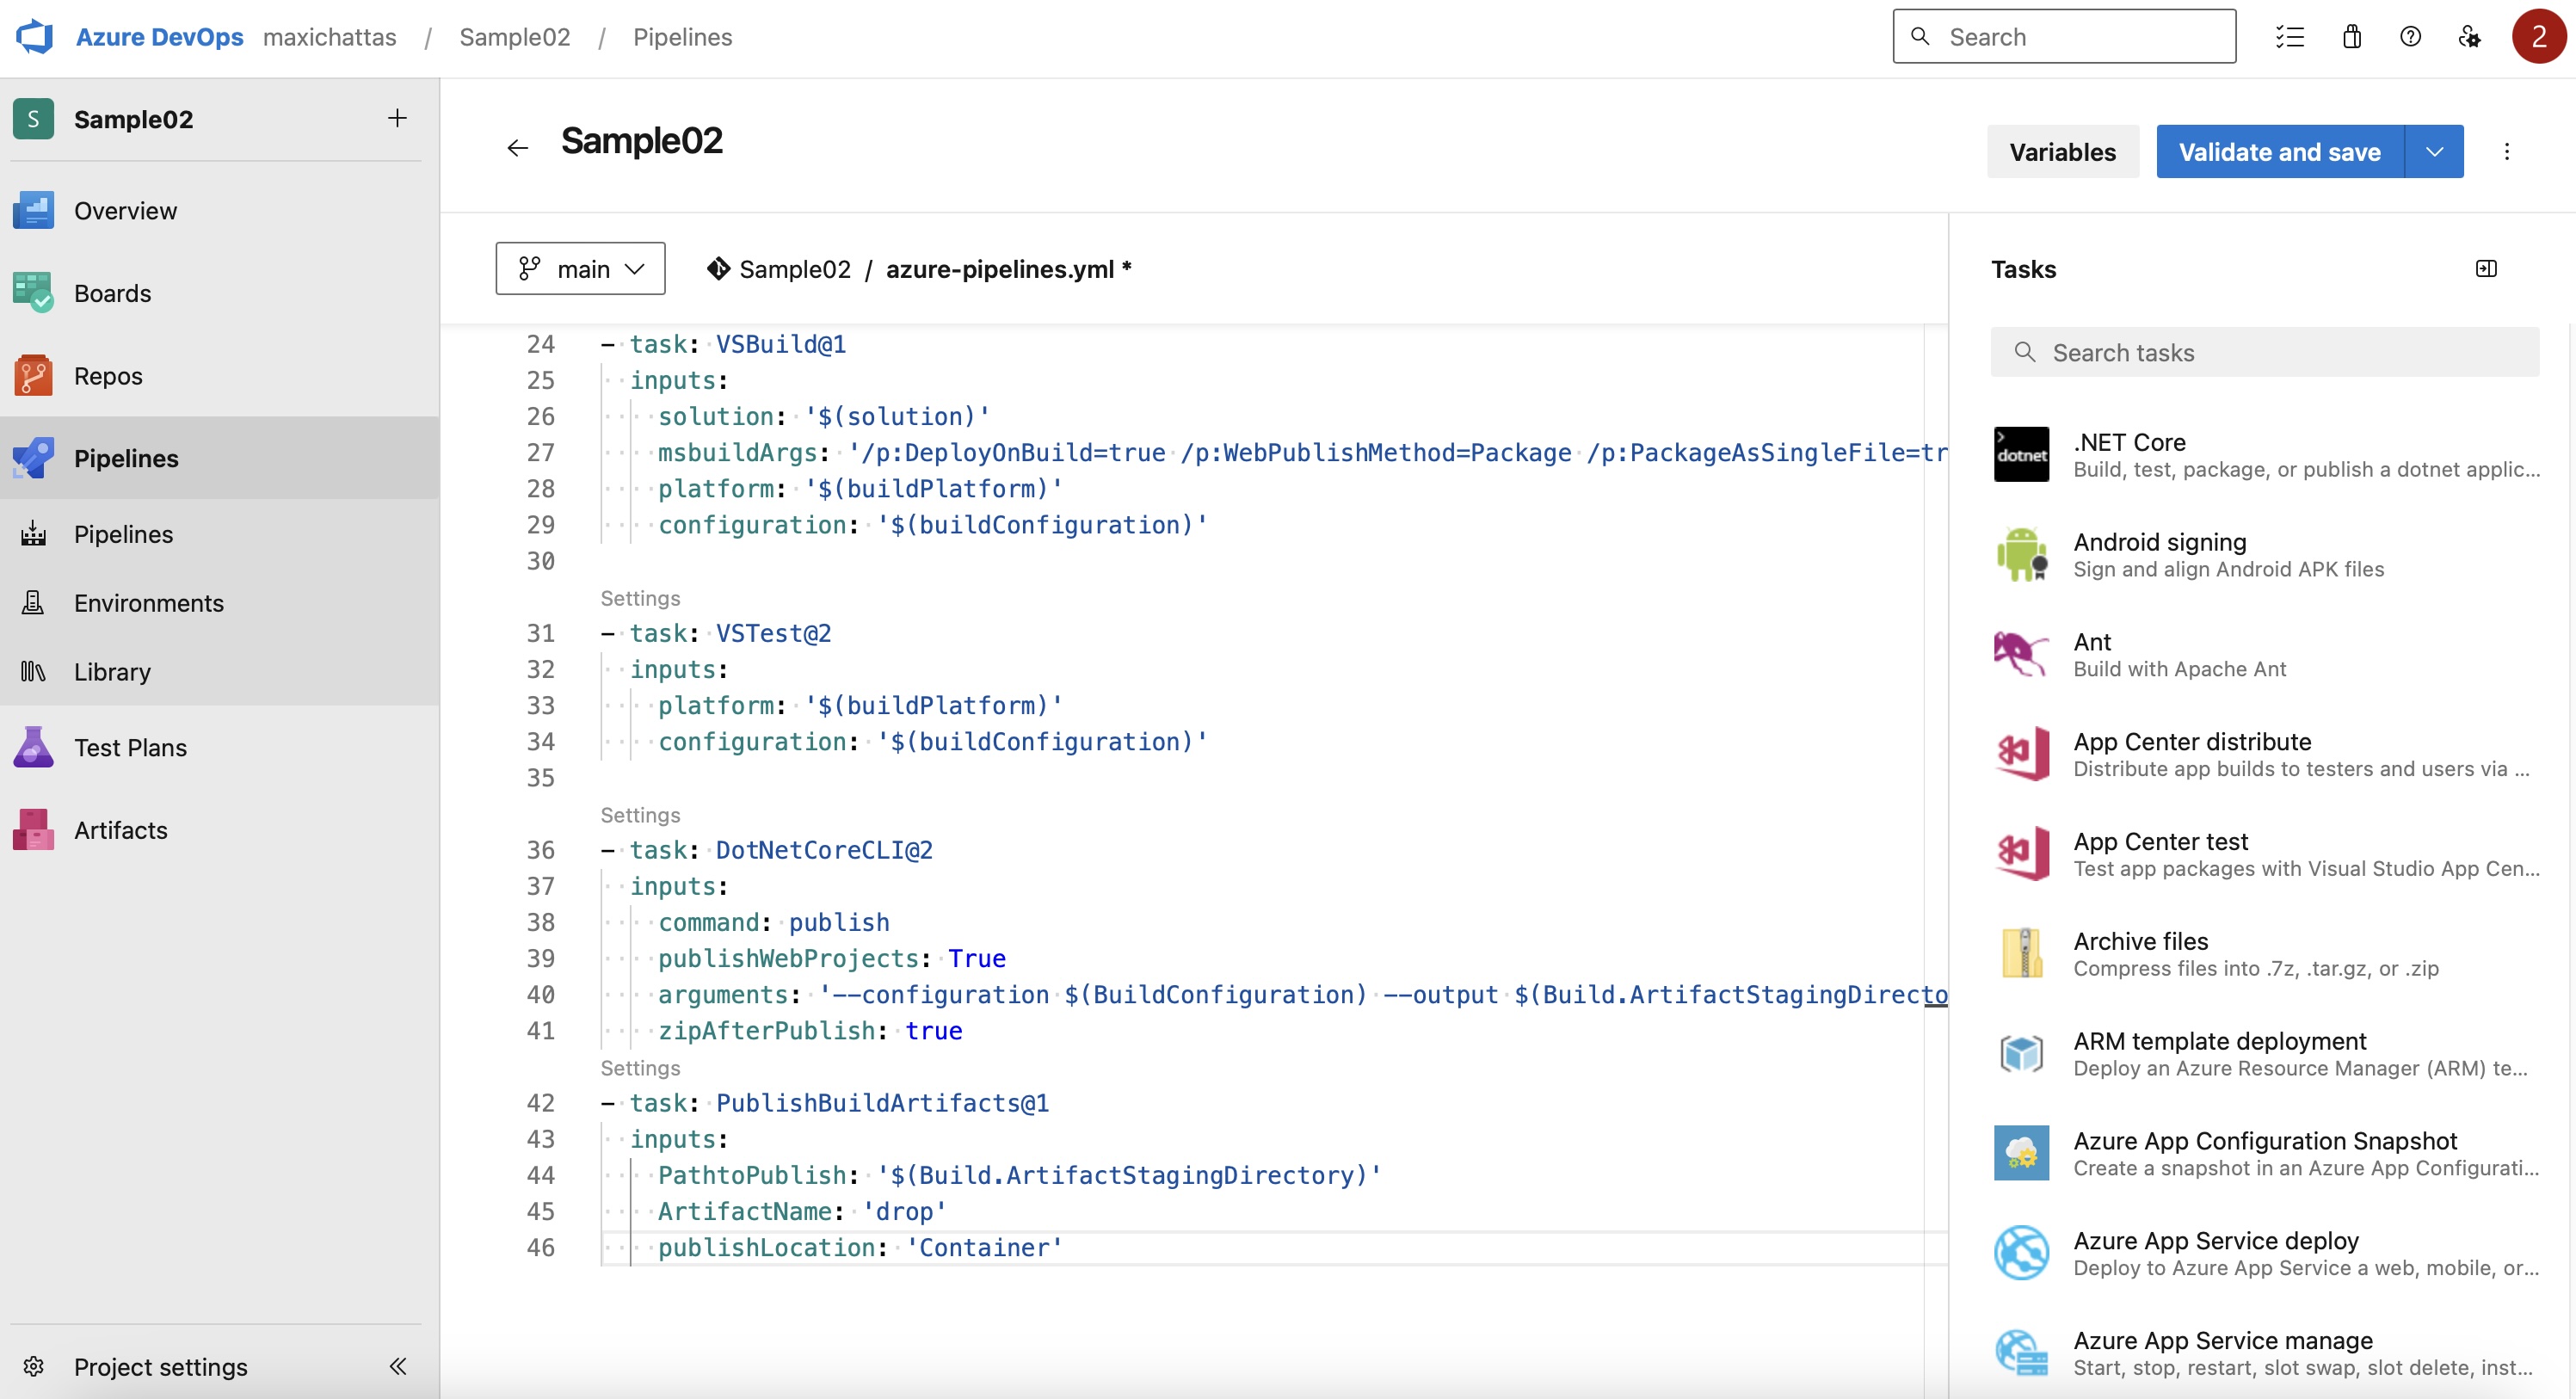 Azure DevOps maxichattas / Sample02 / Pipelines
Search
2
S Sample02
Overview
Boards
Repos
Pipelines
Pipelines
Environments
Library
Test Plans
Artifacts
Project settings
Sample02
Variables
Validate and save
main
Sample02 / azure-pipelines.yml *
24 - task: VSBuild@1
25 inputs:
26 solution: '$(solution)'
27 msbuildArgs: '/p:DeployOnBuild=true /p:WebPublishMethod=Package /p:PackageAsSingleFile=tr
28 platform: '$(buildPlatform)'
29 configuration: '$(buildConfiguration)'
30
Settings
31 - task: VSTest@2
32 inputs:
33 platform: '$(buildPlatform)'
34 configuration: '$(buildConfiguration)'
35
Settings
36 - task: DotNetCoreCLI@2
37 inputs:
38 command: publish
39 publishWebProjects: True
40 arguments: '--configuration $(BuildConfiguration) --output $(Build.ArtifactStagingDirecto
41 zipAfterPublish: true
Settings
42 - task: PublishBuildArtifacts@1
43 inputs:
44 PathtoPublish: '$(Build.ArtifactStagingDirectory)'
45 ArtifactName: 'drop'
46 publishLocation: 'Container'
Tasks
Search tasks
dotnet
.NET Core
Build, test, package, or publish a dotnet applic...
Android signing
Sign and align Android APK files
Ant
Build with Apache Ant
App Center distribute
Distribute app builds to testers and users via ...
App Center test
Test app packages with Visual Studio App Cen...
Archive files
Compress files into .7z, .tar.gz, or .zip
ARM template deployment
Deploy an Azure Resource Manager (ARM) te...
Azure App Configuration Snapshot
Create a snapshot in an Azure App Configurati...
Azure App Service deploy
Deploy to Azure App Service a web, mobile, or...
Azure App Service manage
Start, stop, restart, slot swap, slot delete, inst...